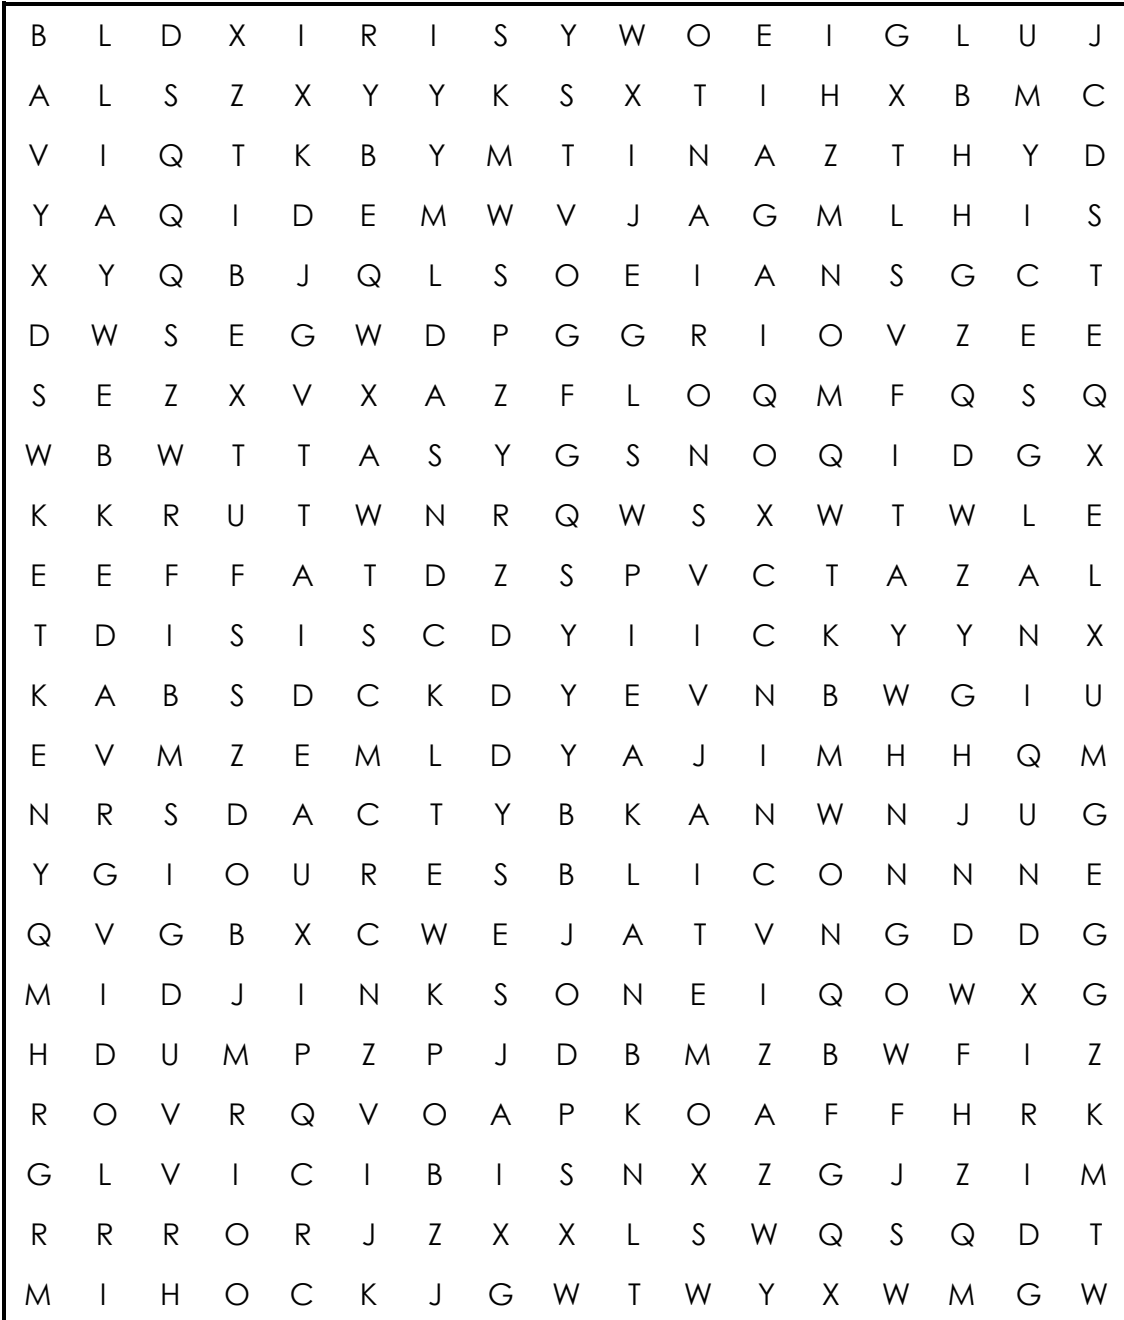 B L D X I R I S Y W O E I G L U J
A L S Z X Y Y K S X T I H X B M C
V I Q T K B Y M T I N A Z T H Y D
Y A Q I D E M W V J A G M L H I S
X Y Q B J Q L S O E I A N S G C T
D W S E G W D P G G R I O V Z E E
S E Z X V X A Z F L O Q M F Q S Q
W B W T T A S Y G S N O Q I D G X
K K R U T W N R Q W S X W T W L E
E E F F A T D Z S P V C T A Z A L
T D I S I S C D Y I I C K Y Y N X
K A B S D C K D Y E V N B W G I U
E V M Z E M L D Y A J I M H H Q M
N R S D A C T Y B K A N W N J U G
Y G I O U R E S B L I C O N N N E
Q V G B X C W E J A T V N G D D G
M I D J I N K S O N E I Q O W X G
H D U M P Z P J D B M Z B W F I Z
R O V R Q V O A P K O A F F H R K
G L V I C I B I S N X Z G J Z I M
R R R O R J Z X X L S W Q S Q D T
M I H O C K J G W T W Y X W M G W